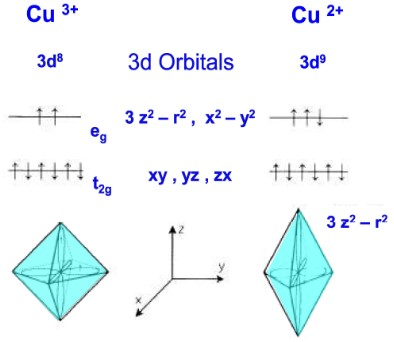 Cu 3+ Cu 2+
3d8 3d Orbitals 3d9
eg 3 z2 – r2 , x2 – y2
t2g xy , yz , zx
3 z2 – r2
z
y
x